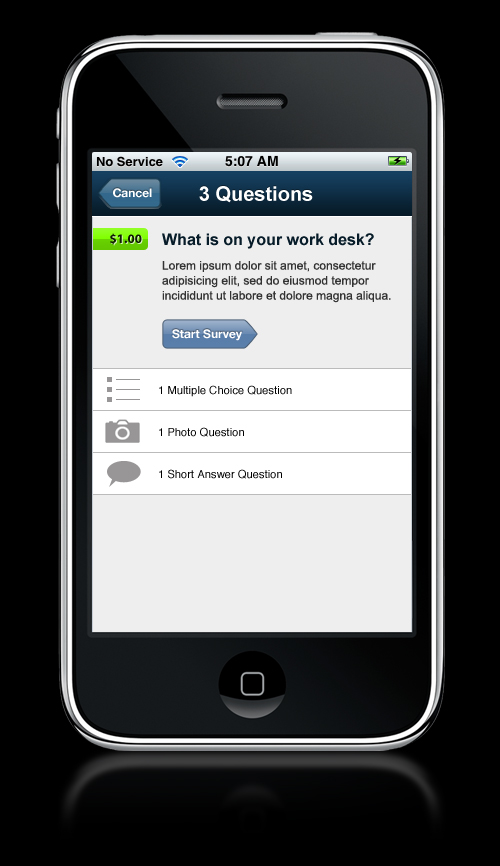 No Service 5:07 AM
Cancel 3 Questions
$1.00 What is on your work desk?
Lorem ipsum dolor sit amet, consectetur
adipisicing elit, sed do eiusmod tempor
incididunt ut labore et dolore magna aliqua.
Start Survey
1 Multiple Choice Question
1 Photo Question
1 Short Answer Question